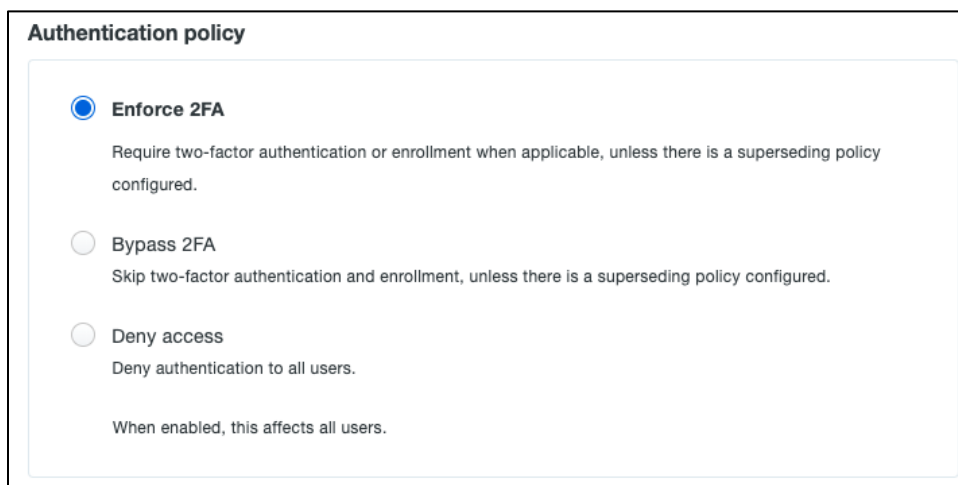 Authentication policy
Enforce 2FA
Require two-factor authentication or enrollment when applicable, unless there is a superseding policy
configured.
Bypass 2FA
Skip two-factor authentication and enrollment, unless there is a superseding policy configured.
Deny access
Deny authentication to all users.
When enabled, this affects all users.